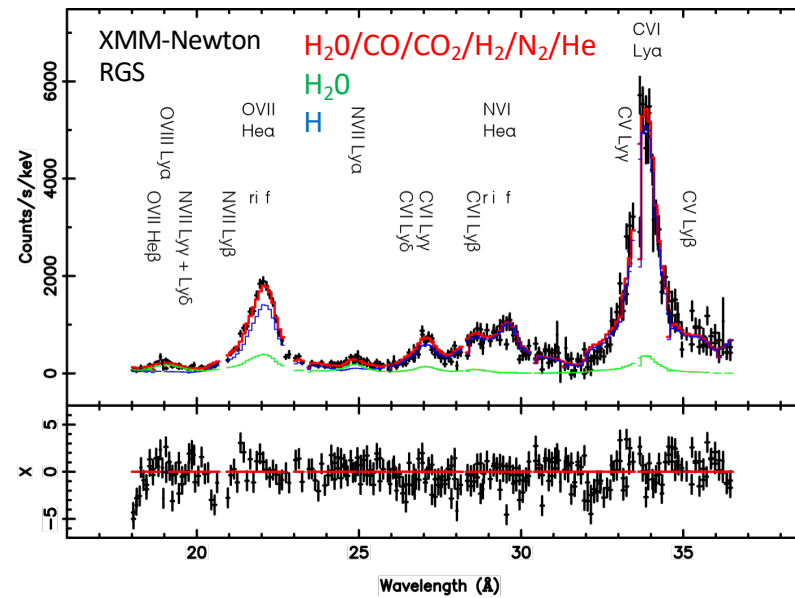 XMM-Newton
RGS
H₂0/CO/CO₂/H₂/N₂/He
H₂0
H
CVI
Lyα
OVII
Heα
NVI
Heα
OVIII Lyα
NVII Lyα
CV Lyγ
OVII Heβ
NVII Lyγ + Lyδ
NVII Lyβ
r i f
CVI Lyδ
CVI Lyγ
CVI Lyβ
r i f
CV Lyβ
Counts/s/keV
6000
4000
2000
0
χ
5
0
−5
20
25
30
35
Wavelength (Å)